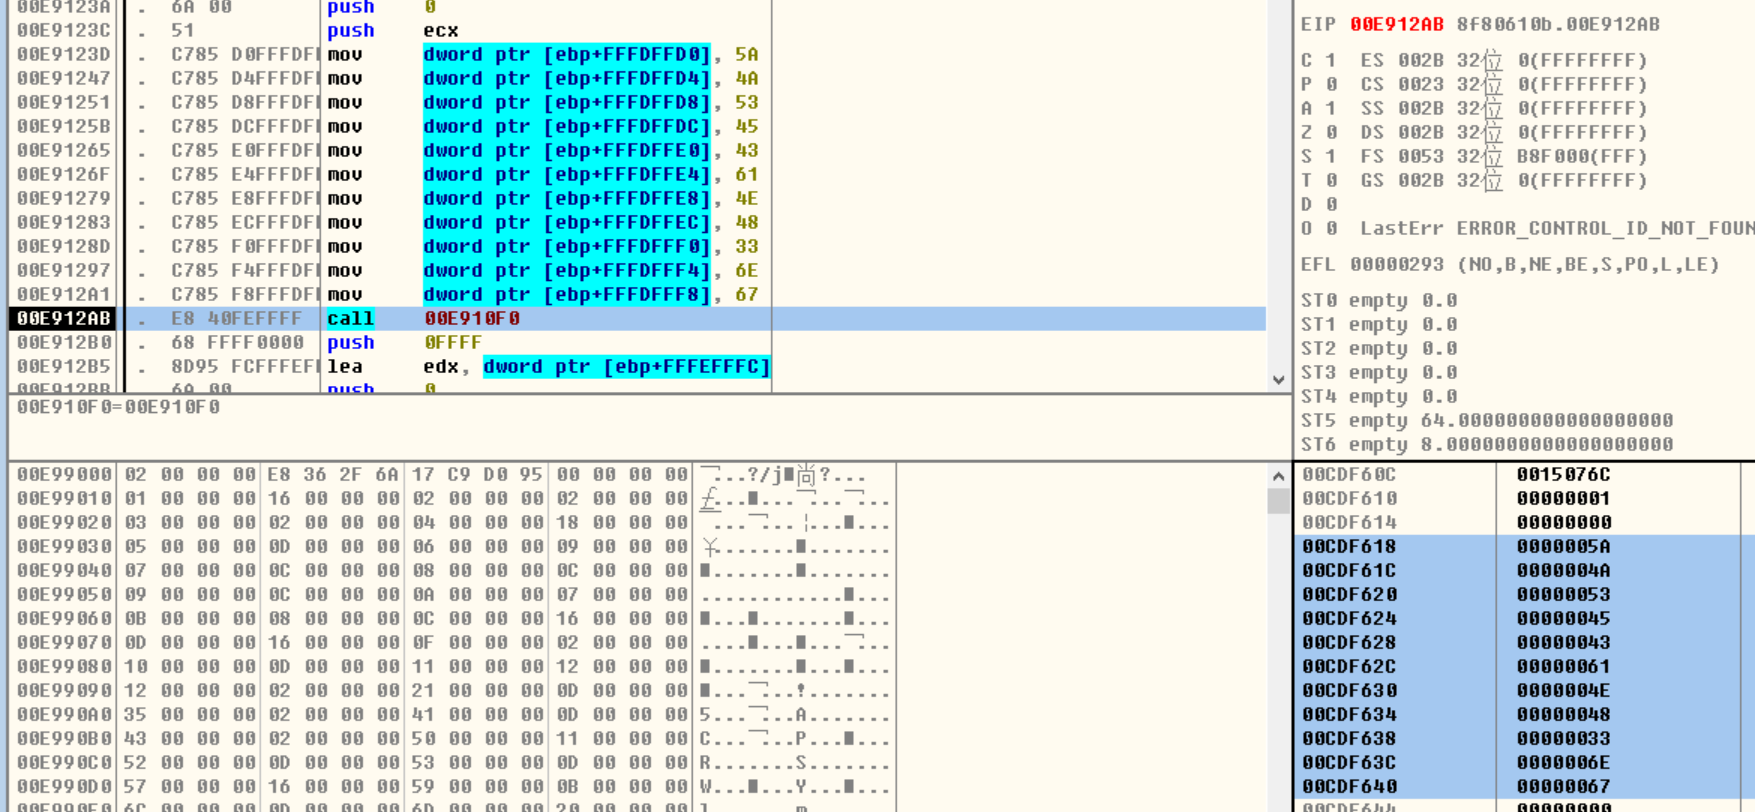 00E9123A . 6A 00 push 0
00E9123C . 51 push ecx
00E9123D . C785 D0FFFDFI mov dword ptr [ebp+FFFDFFD0], 5A
00E91247 . C785 D4FFFDFI mov dword ptr [ebp+FFFDFFD4], 4A
00E91251 . C785 D8FFFDFI mov dword ptr [ebp+FFFDFFD8], 53
00E9125B . C785 DCFFFDFI mov dword ptr [ebp+FFFDFFDC], 45
00E91265 . C785 E0FFFDFI mov dword ptr [ebp+FFFDFFE0], 43
00E9126F . C785 E4FFFDFI mov dword ptr [ebp+FFFDFFE4], 61
00E91279 . C785 E8FFFDFI mov dword ptr [ebp+FFFDFFE8], 4E
00E91283 . C785 ECFFFDFI mov dword ptr [ebp+FFFDFFEC], 48
00E9128D . C785 F0FFFDFI mov dword ptr [ebp+FFFDFFF0], 33
00E91297 . C785 F4FFFDFI mov dword ptr [ebp+FFFDFFF4], 6E
00E912A1 . C785 F8FFFDFI mov dword ptr [ebp+FFFDFFF8], 67
00E912AB . E8 40FEFFFF call 00E910F0
00E912B0 . 68 FFFF0000 push 0FFFF
00E912B5 . 8D95 FCFFFEFI lea edx, dword ptr [ebp+FFFEFFFC]
00E912BB . 6A 00 push 0
00E910F0=00E910F0
EIP 00E912AB 8f80610b.00E912AB
C 1 ES 002B 32位 0(FFFFFFFF)
P 0 CS 0023 32位 0(FFFFFFFF)
A 1 SS 002B 32位 0(FFFFFFFF)
Z 0 DS 002B 32位 0(FFFFFFFF)
S 1 FS 0053 32位 B8F000(FFF)
T 0 GS 002B 32位 0(FFFFFFFF)
D 0
O 0 LastErr ERROR_CONTROL_ID_NOT_FOUN
EFL 00000293 (NO,B,NE,BE,S,PO,L,LE)
ST0 empty 0.0
ST1 empty 0.0
ST2 empty 0.0
ST3 empty 0.0
ST4 empty 0.0
ST5 empty 64.000000000000000000
ST6 empty 8.0000000000000000000
00E99000 02 00 00 00 E8 36 2F 6A 17 C9 D0 95 00 00 00 00 ...?/j■尚?...
00E99010 01 00 00 00 16 00 00 00 02 00 00 00 02 00 00 00
00E99020 03 00 00 00 02 00 00 00 04 00 00 00 18 00 00 00
00E99030 05 00 00 00 0D 00 00 00 06 00 00 00 09 00 00 00
00E99040 07 00 00 00 0C 00 00 00 08 00 00 00 0C 00 00 00
00E99050 09 00 00 00 0C 00 00 00 0A 00 00 00 07 00 00 00
00E99060 0B 00 00 00 08 00 00 00 0C 00 00 00 16 00 00 00
00E99070 0D 00 00 00 16 00 00 00 0F 00 00 00 02 00 00 00
00E99080 10 00 00 00 0D 00 00 00 11 00 00 00 12 00 00 00
00E99090 12 00 00 00 02 00 00 00 21 00 00 00 0D 00 00 00 !
00E990A0 35 00 00 00 02 00 00 00 41 00 00 00 0D 00 00 00 5 A
00E990B0 43 00 00 00 02 00 00 00 50 00 00 00 11 00 00 00 C P
00E990C0 52 00 00 00 0D 00 00 00 53 00 00 00 0D 00 00 00 R.......S.......
00E990D0 57 00 00 00 16 00 00 00 59 00 00 00 0B 00 00 00 W...■...Y...■...
00E990E0 6C 00 00 00 0D 00 00 00 6D 00 00 00 20 00 00 00
00CDF60C 0015076C
00CDF610 00000001
00CDF614 00000000
00CDF618 0000005A
00CDF61C 0000004A
00CDF620 00000053
00CDF624 00000045
00CDF628 00000043
00CDF62C 00000061
00CDF630 0000004E
00CDF634 00000048
00CDF638 00000033
00CDF63C 0000006E
00CDF640 00000067
00CDF644 00000000